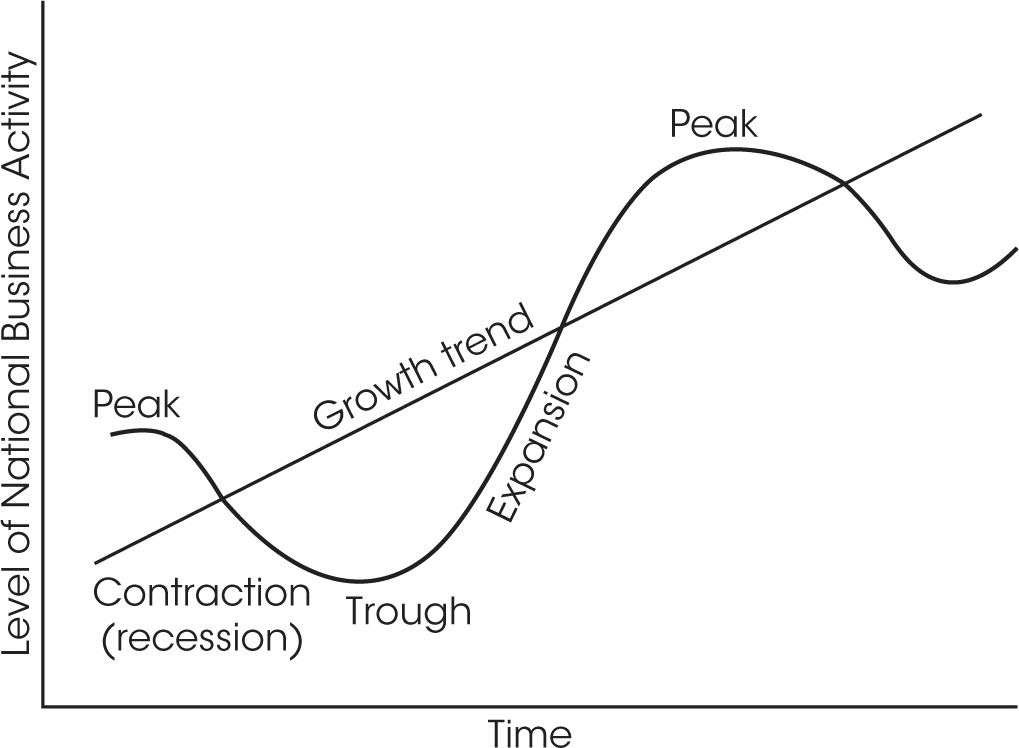 Level of National Business Activity
Peak
Growth trend
Peak
Expansion
Contraction
(recession)
Trough
Time